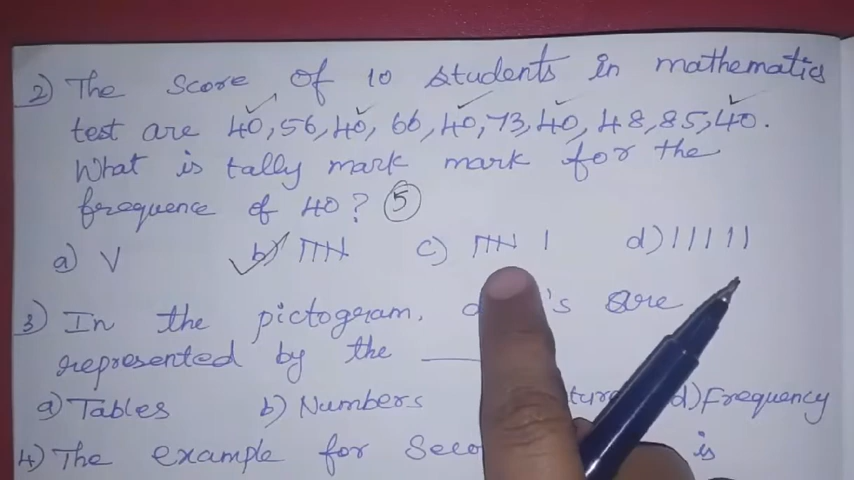 2) The Score of 10 students in mathematics
test are 40, 56, 40, 66, 40, 73, 40, 48, 85, 40.
What is tally mark mark for the
frequence of 40? 5
a) V b) 𝍸 c) 𝍸 | d) | | | | |
3) In the pictogram, 's are
represented by the ____
a) Tables b) Numbers d) Frequency
4) The example for is